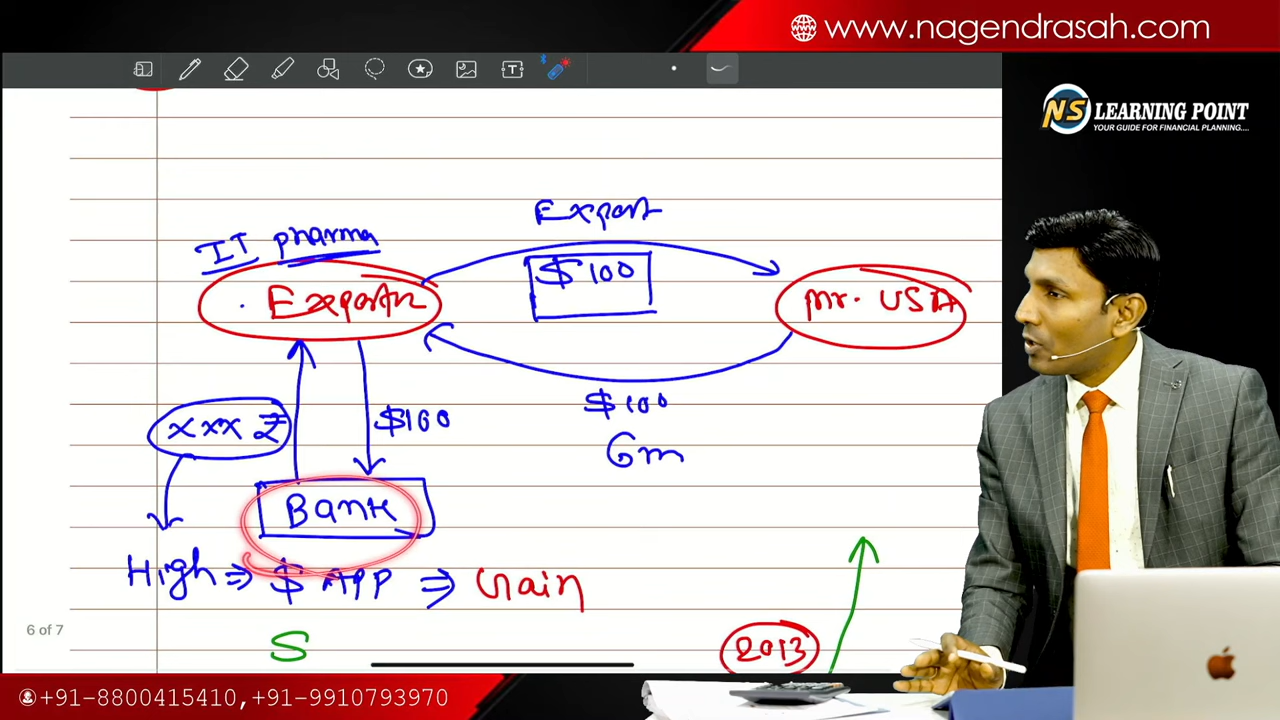 www.nagendrasah.com
NS LEARNING POINT
YOUR GUIDE FOR FINANCIAL PLANNING....
Export
IT pharma
$100
Exporter
Mr. USA
$100
xxx ₹
$100
6m
Bank
High ⇒ $ APP ⇒ Gain
6 of 7
S
2013
+91-8800415410,+91-9910793970